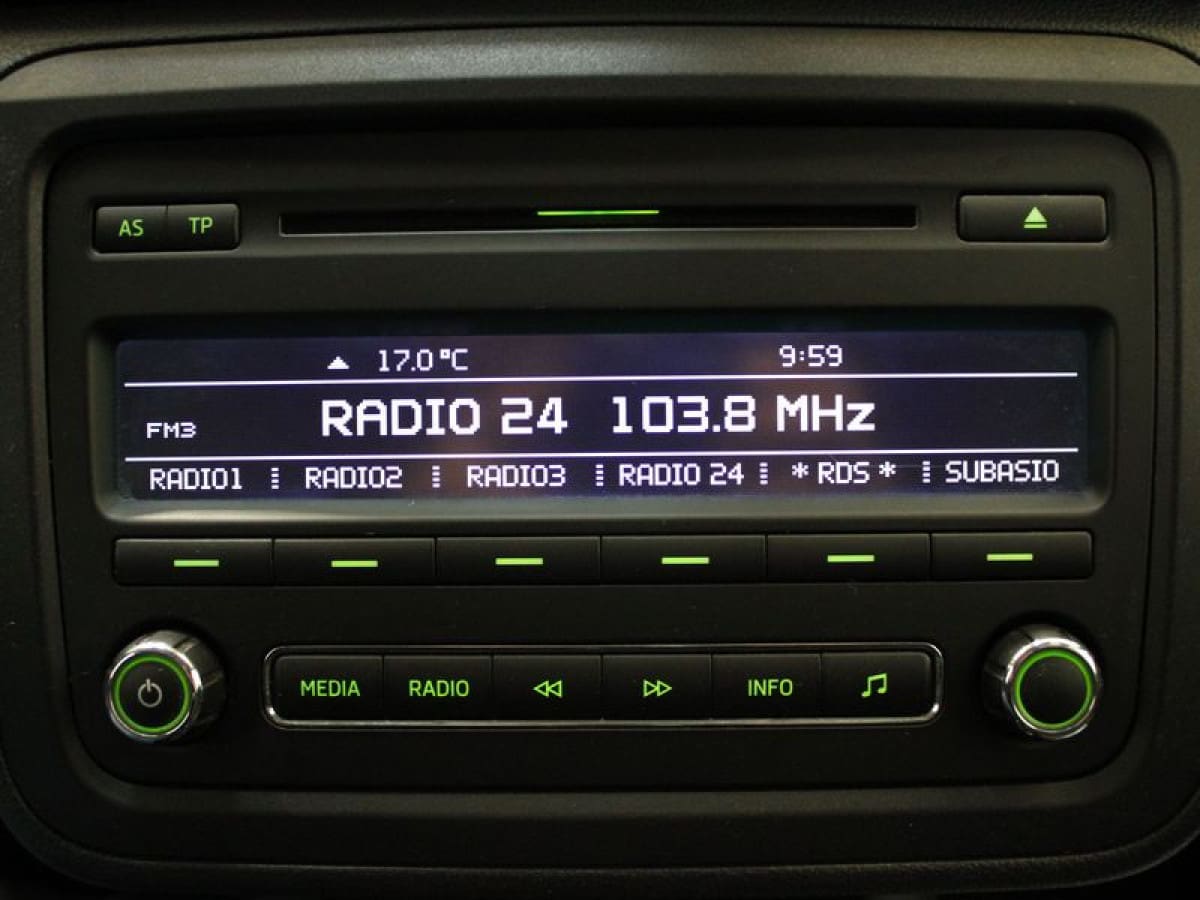 AS TP
17.0°C 9:59
FM3 RADIO 24 103.8 MHz
RADIO1 RADIO2 RADIO3 RADIO 24 *RDS* SUBASIO
MEDIA RADIO INFO